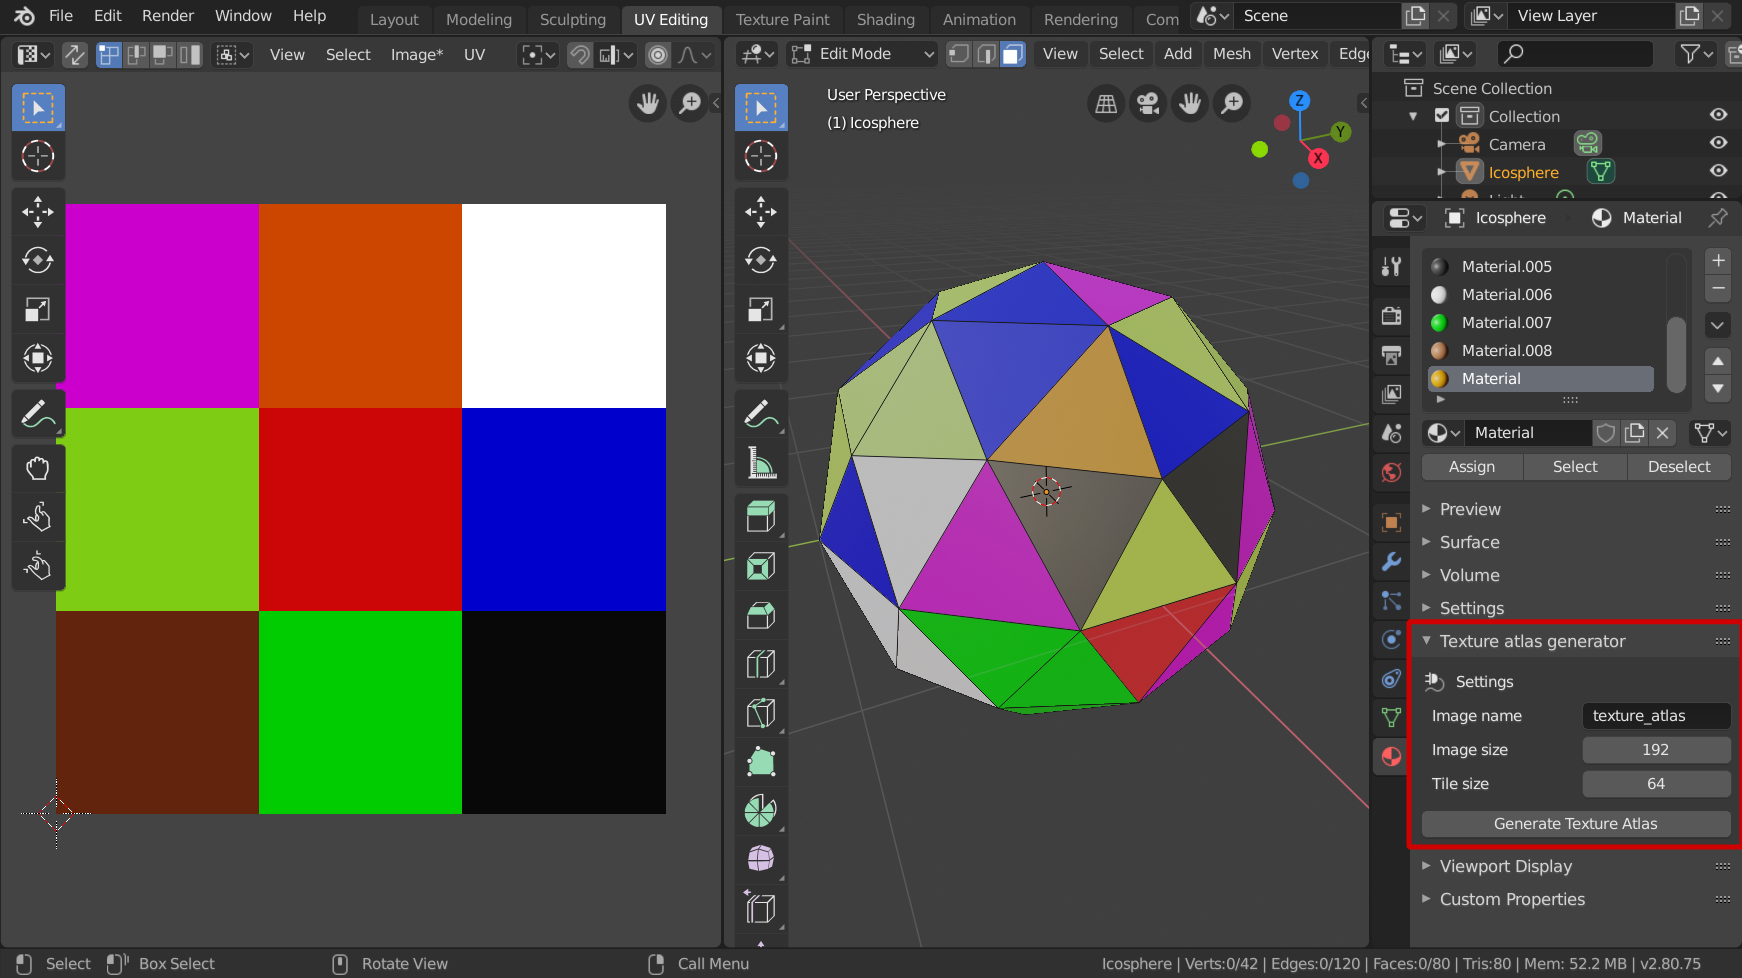 File Edit Render Window Help
Layout Modeling Sculpting UV Editing Texture Paint Shading Animation Rendering Com
Scene
View Layer
View Select Image* UV
Edit Mode View Select Add Mesh Vertex Edge
User Perspective
(1) Icosphere
Z
Y
X
Scene Collection
Collection
Camera
Icosphere
Light
Icosphere Material
Material.005
Material.006
Material.007
Material.008
Material
Material
Assign Select Deselect
Preview
Surface
Volume
Settings
Texture atlas generator
Settings
Image name texture_atlas
Image size 192
Tile size 64
Generate Texture Atlas
Viewport Display
Custom Properties
Select Box Select Rotate View Call Menu
Icosphere | Verts:0/42 | Edges:0/120 | Faces:0/80 | Tris:80 | Mem: 52.2 MB | v2.80.75